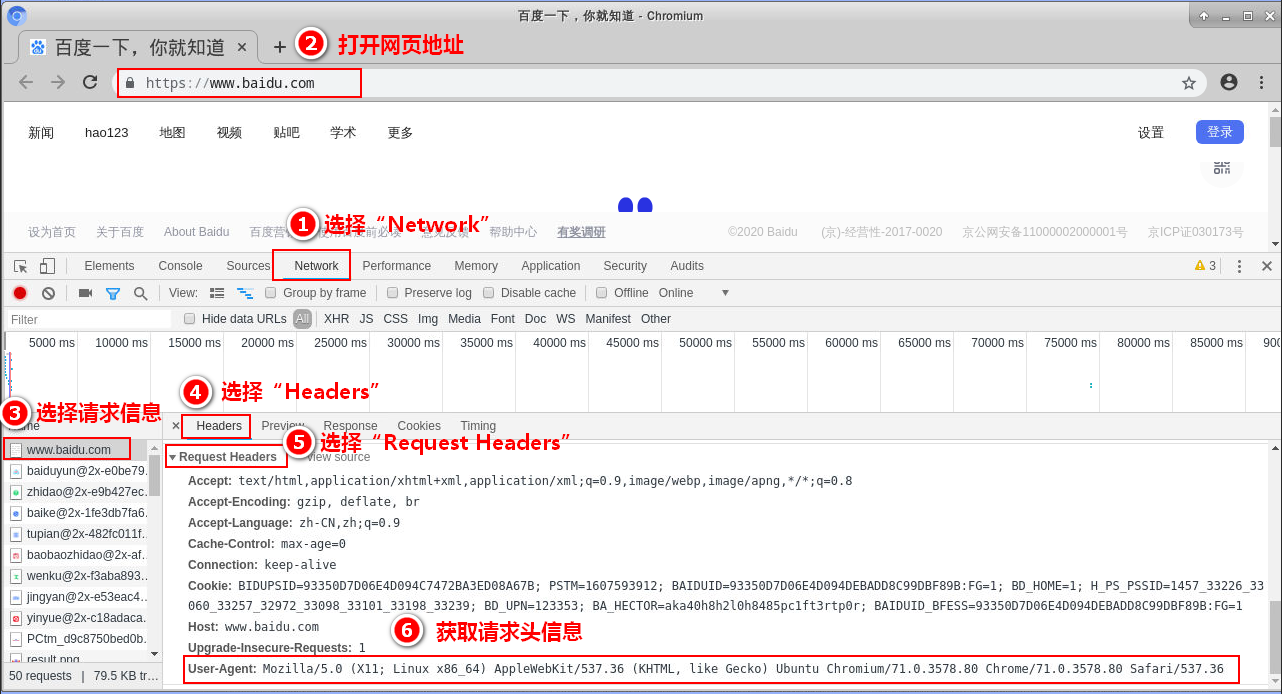 百度一下，你就知道 - Chromium
百度一下，你就知道 × + ② 打开网页地址
https://www.baidu.com
新闻 hao123 地图 视频 贴吧 学术 更多 设置 登录
① 选择“Network”
设为首页 关于百度 About Baidu 百度营 使用百度前必读 意见反馈 帮助中心 有奖调研 ©2020 Baidu (京)-经营性-2017-0020 京公网安备11000002000001号 京ICP证030173号
Elements Console Sources Network Performance Memory Application Security Audits 3
View: Group by frame Preserve log Disable cache Offline Online
Filter Hide data URLs All XHR JS CSS Img Media Font Doc WS Manifest Other
5000 ms 10000 ms 15000 ms 20000 ms 25000 ms 30000 ms 35000 ms 40000 ms 45000 ms 50000 ms 55000 ms 60000 ms 65000 ms 70000 ms 75000 ms 80000 ms 85000 ms 900
④ 选择“Headers”
③ 选择请求信息
Name × Headers Preview Response Cookies Timing
⑤ 选择“Request Headers”
www.baidu.com
baiduyun@2x-e0be79...
zhidao@2x-e9b427ec...
baike@2x-1fe3db7fa6...
tupian@2x-482fc011f...
baobaozhidao@2x-af...
wenku@2x-f3aba893...
jingyan@2x-e53eac4...
yinyue@2x-c18adaca...
PCtm_d9c8750bed0b...
result.png
50 requests | 79.5 KB tr...
Request Headers view source
Accept: text/html,application/xhtml+xml,application/xml;q=0.9,image/webp,image/apng,*/*;q=0.8
Accept-Encoding: gzip, deflate, br
Accept-Language: zh-CN,zh;q=0.9
Cache-Control: max-age=0
Connection: keep-alive
Cookie: BIDUPSID=93350D7D06E4D094C7472BA3ED08A67B; PSTM=1607593912; BAIDUID=93350D7D06E4D094DEBADD8C99DBF89B:FG=1; BD_HOME=1; H_PS_PSSID=1457_33226_33
060_33257_32972_33098_33101_33198_33239; BD_UPN=123353; BA_HECTOR=aka40h8h2l0h8485pc1ft3rtp0r; BAIDUID_BFESS=93350D7D06E4D094DEBADD8C99DBF89B:FG=1
Host: www.baidu.com
⑥ 获取请求头信息
Upgrade-Insecure-Requests: 1
User-Agent: Mozilla/5.0 (X11; Linux x86_64) AppleWebKit/537.36 (KHTML, like Gecko) Ubuntu Chromium/71.0.3578.80 Chrome/71.0.3578.80 Safari/537.36